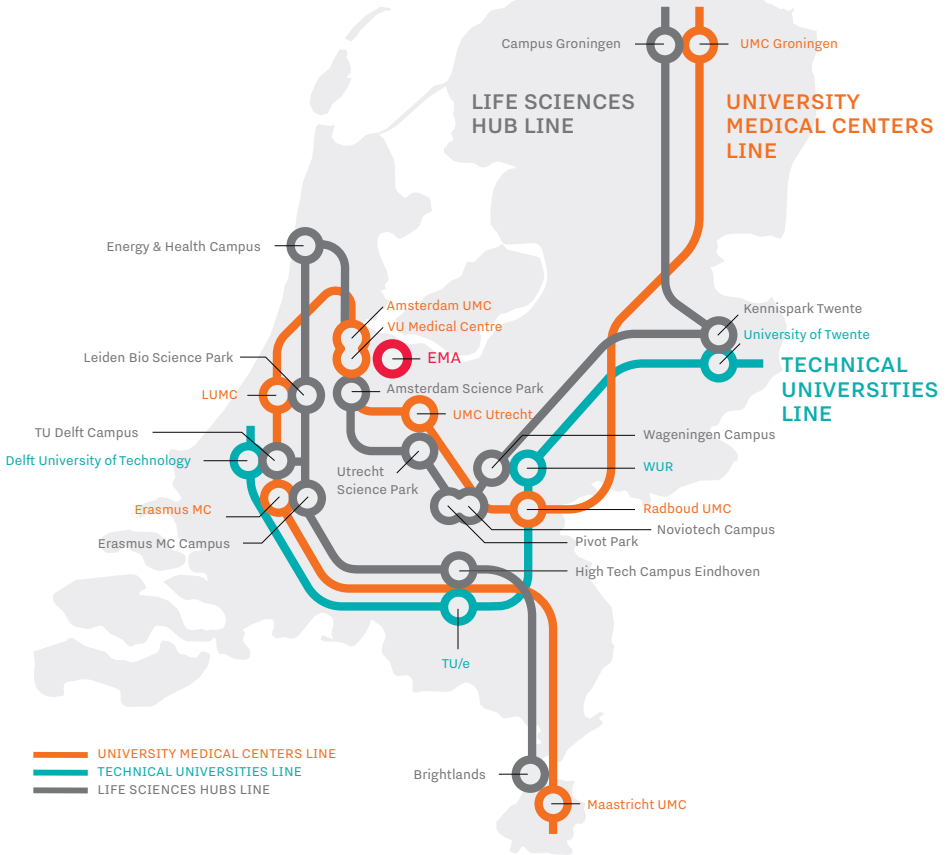 Campus Groningen
UMC Groningen
LIFE SCIENCES
HUB LINE
UNIVERSITY
MEDICAL CENTERS
LINE
Energy & Health Campus
Amsterdam UMC
VU Medical Centre
Kennispark Twente
University of Twente
Leiden Bio Science Park
EMA
TECHNICAL
UNIVERSITIES
LINE
LUMC
Amsterdam Science Park
UMC Utrecht
TU Delft Campus
Wageningen Campus
Delft University of Technology
Utrecht
Science Park
WUR
Erasmus MC
Radboud UMC
Noviotech Campus
Erasmus MC Campus
Pivot Park
High Tech Campus Eindhoven
TU/e
UNIVERSITY MEDICAL CENTERS LINE
TECHNICAL UNIVERSITIES LINE
LIFE SCIENCES HUBS LINE
Brightlands
Maastricht UMC